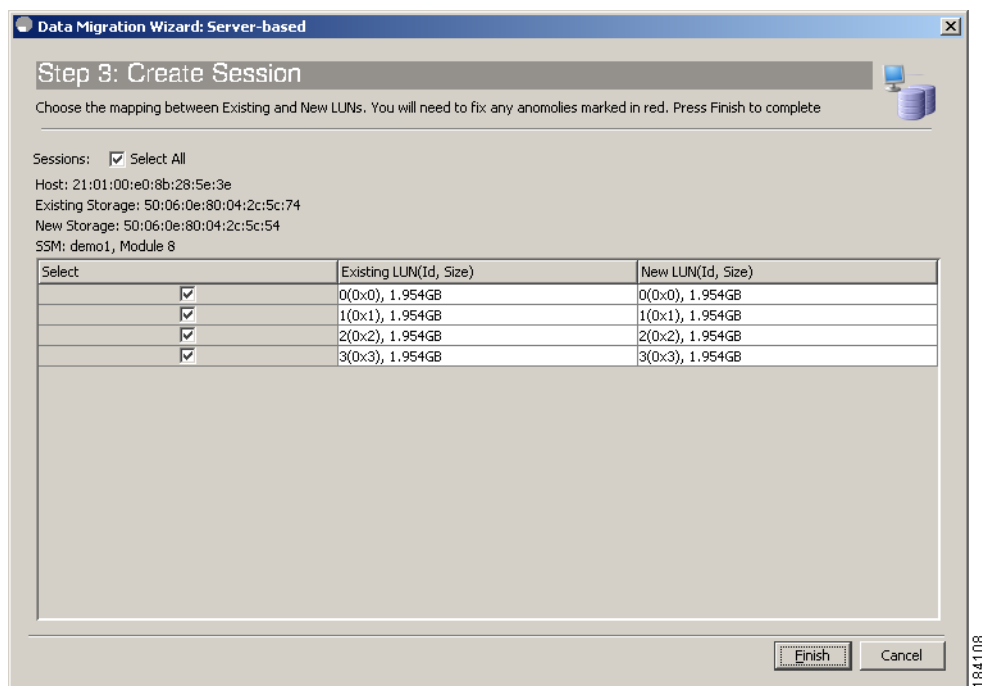 Data Migration Wizard: Server-based
Step 3: Create Session
Choose the mapping between Existing and New LUNs. You will need to fix any anomolies marked in red. Press Finish to complete
Sessions: Select All
Host: 21:01:00:e0:8b:28:5e:3e
Existing Storage: 50:06:0e:80:04:2c:5c:74
New Storage: 50:06:0e:80:04:2c:5c:54
SSM: demo1, Module 8
Select Existing LUN(Id, Size) New LUN(Id, Size)
0(0x0), 1.954GB 0(0x0), 1.954GB
1(0x1), 1.954GB 1(0x1), 1.954GB
2(0x2), 1.954GB 2(0x2), 1.954GB
3(0x3), 1.954GB 3(0x3), 1.954GB
Finish Cancel
184108